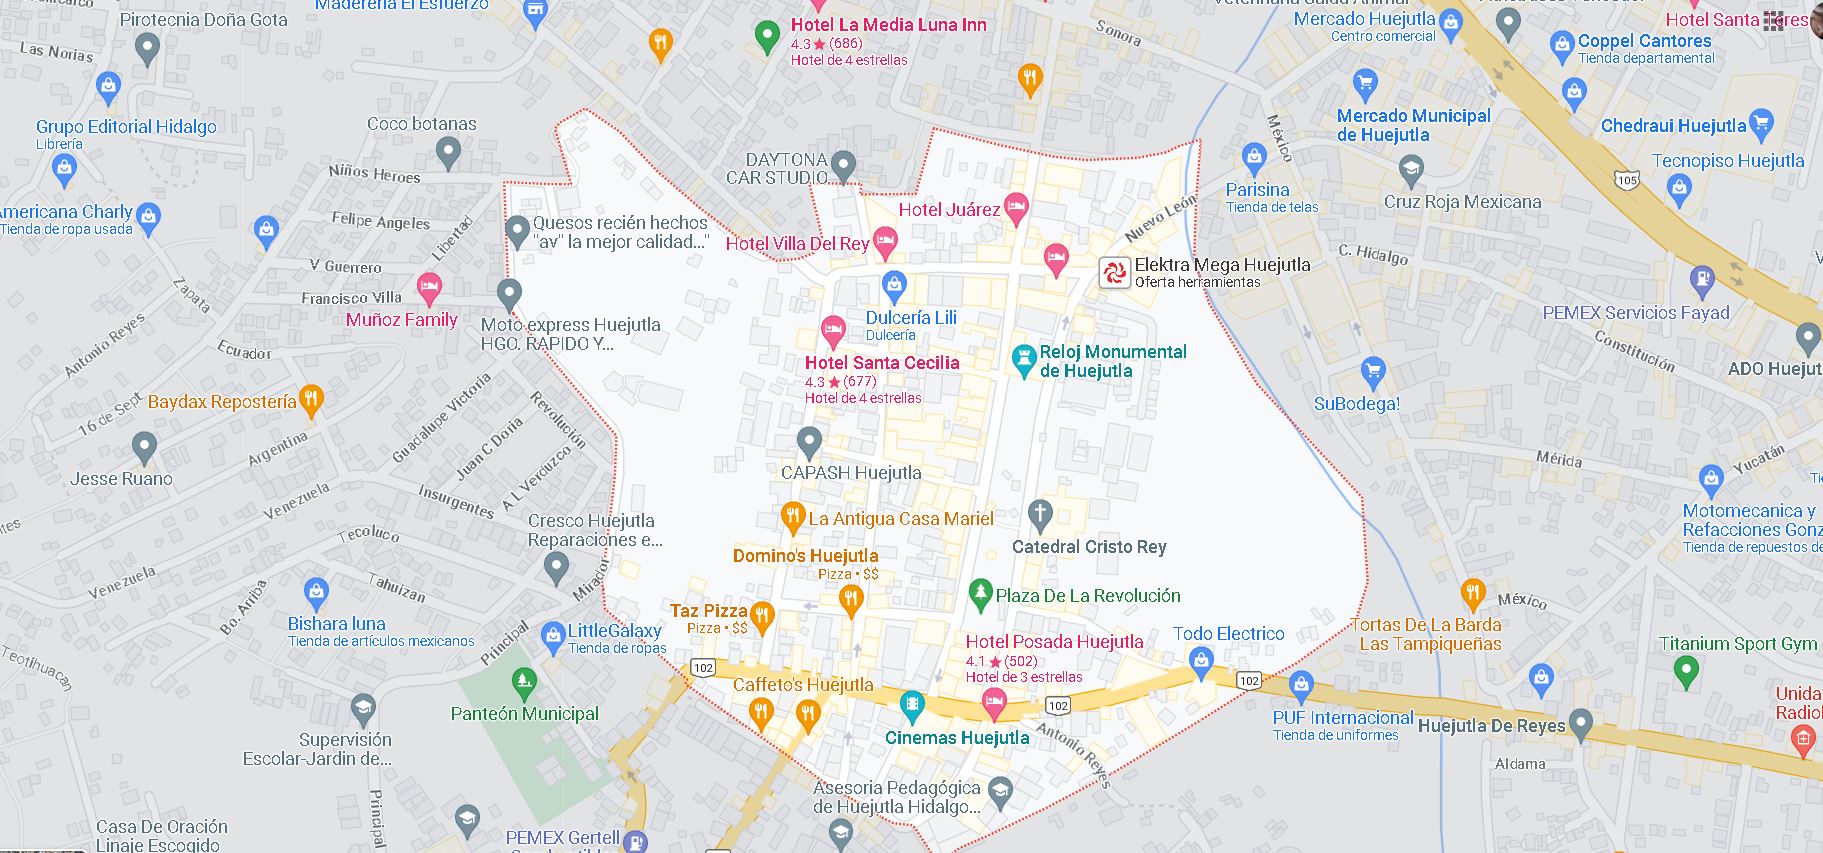 Maderería El Esfuerzo
Pirotecnia Doña Gota
Las Norias
Hotel La Media Luna Inn
4.3★(686)
Hotel de 4 estrellas
Sonora
Mercado Huejutla
Centro comercial
Hotel Santa Teres
Coppel Cantores
Tienda departamental
Grupo Editorial Hidalgo
Librería
Coco botanas
Mercado Municipal
de Huejutla
Chedraui Huejutla
México
Tecnopiso Huejutla
Niños Heroes
DAYTONA
CAR STUDIO
105
Parisina
Tienda de telas
Cruz Roja Mexicana
Americana Charly
Tienda de ropa usada
Felipe Angeles
Libertad
Quesos recién hechos
"av" la mejor calidad..."
Hotel Juárez
Nuevo León
Hotel Villa Del Rey
C. Hidalgo
V Guerrero
Zapata
Francisco Villa
Muñoz Family
Elektra Mega Huejutla
Oferta herramientas
Dulcería Lili
Dulcería
PEMEX Servicios Fayad
Moto express Huejutla
HGO. RAPIDO Y...
Antonio Reyes
Ecuador
Constitución
Hotel Santa Cecilia
4.3★(677)
Hotel de 4 estrellas
Reloj Monumental
de Huejutla
ADO Huejut
Baydax Repostería
16 de Sept
Guadalupe Victoria
Revolución
SuBodega!
Argentina
Juan C Doria
Jesse Ruano
CAPASH Huejutla
Mérida
Yucatán
A L Verduzco
Insurgentes
Venezuela
Motomecanica y
Refacciones Gonz
Tienda de repuestos de
Cresco Huejutla
Reparaciones e...
La Antigua Casa Mariel
Catedral Cristo Rey
Tecoluco
Domino's Huejutla
Pizza • $$
Venezuela
Tahuizan
Mirador
Bo. Arriba
Plaza De La Revolución
México
Taz Pizza
Pizza • $$
Bishara luna
Tienda de artículos mexicanos
Principal
LittleGalaxy
Tienda de ropas
Hotel Posada Huejutla
4.1★(502)
Hotel de 3 estrellas
Todo Electrico
Tortas De La Barda
Las Tampiqueñas
Titanium Sport Gym
Teotihuacan
102
102
102
Caffeto's Huejutla
Panteón Municipal
Unida
Radiol
PUF Internacional
Tienda de uniformes
Huejutla De Reyes
Supervisión
Escolar-Jardin de...
Cinemas Huejutla
Antonio Reyes
Aldama
Asesoria Pedagógica
de Huejutla Hidalgo...
Principal
Casa De Oración
Linaje Escogido
PEMEX Gertell